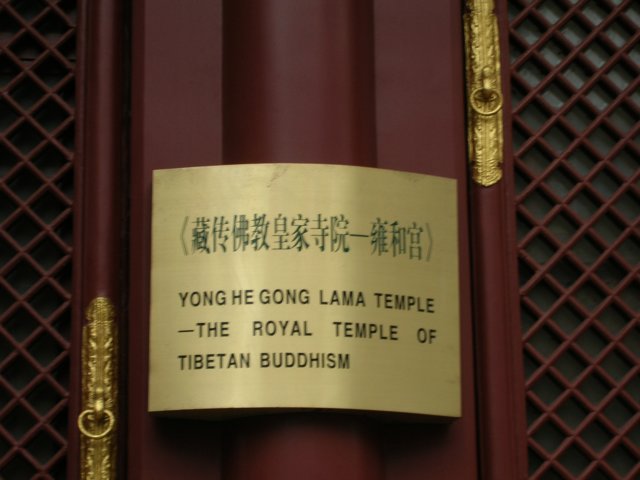 《藏传佛教皇家寺院—雍和宫》
YONG HE GONG LAMA TEMPLE
—THE ROYAL TEMPLE OF
TIBETAN BUDDHISM